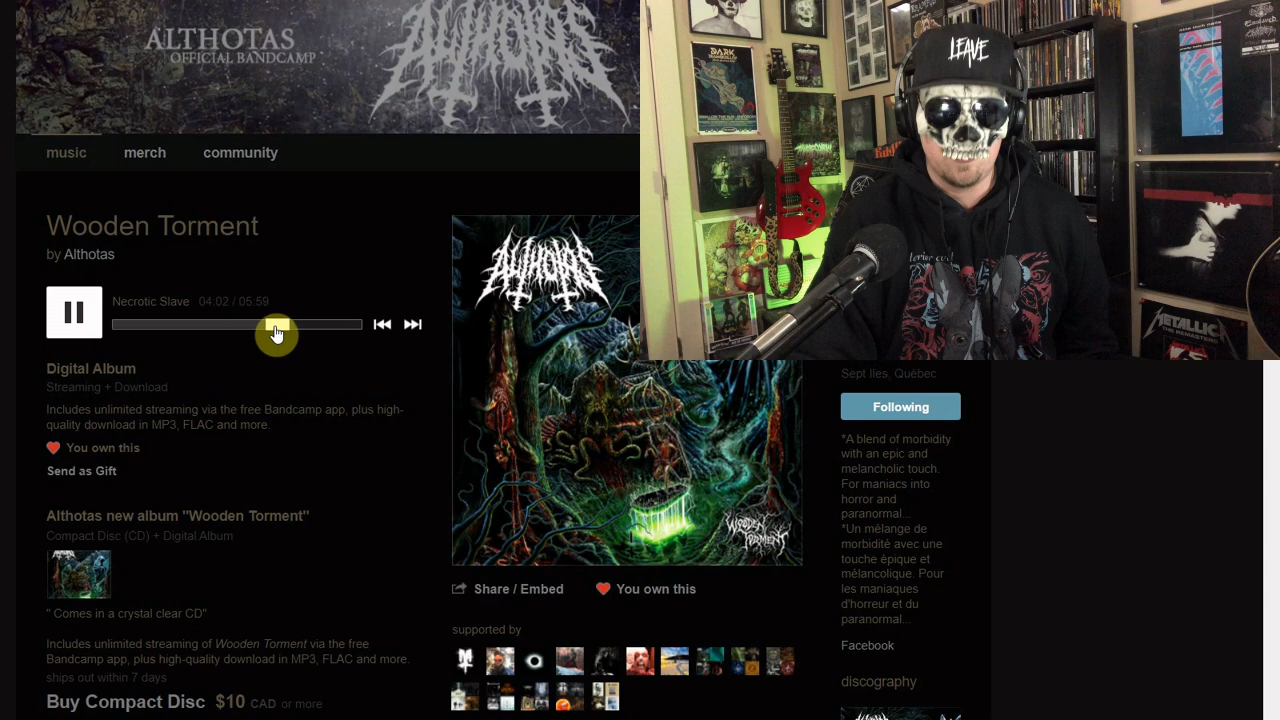 ALTHOTAS
OFFICIAL BANDCAMP
ALTHOTAS
music
merch
community
Wooden Torment
by Althotas
Necrotic Slave 04:02 / 05:59
Digital Album
Streaming + Download
Includes unlimited streaming via the free Bandcamp app, plus high-
quality download in MP3, FLAC and more.
You own this
Send as Gift
Althotas new album "Wooden Torment"
Compact Disc (CD) + Digital Album
" Comes in a crystal clear CD"
Includes unlimited streaming of Wooden Torment via the free
Bandcamp app, plus high-quality download in MP3, FLAC and more.
ships out within 7 days
Buy Compact Disc $10 CAD or more
ALTHOTAS
WOODEN
TORMENT
Share / Embed
You own this
supported by
LEAVE
DARK
METALLICA
THE REMASTERS
Sept Iles, Québec
Following
*A blend of morbidity
with an epic and
melancholic touch.
For maniacs into
horror and
paranormal...
*Un mélange de
morbidité avec une
touche épique et
mélancolique. Pour
les maniaques
d'horreur et du
paranormal...
Facebook
discography